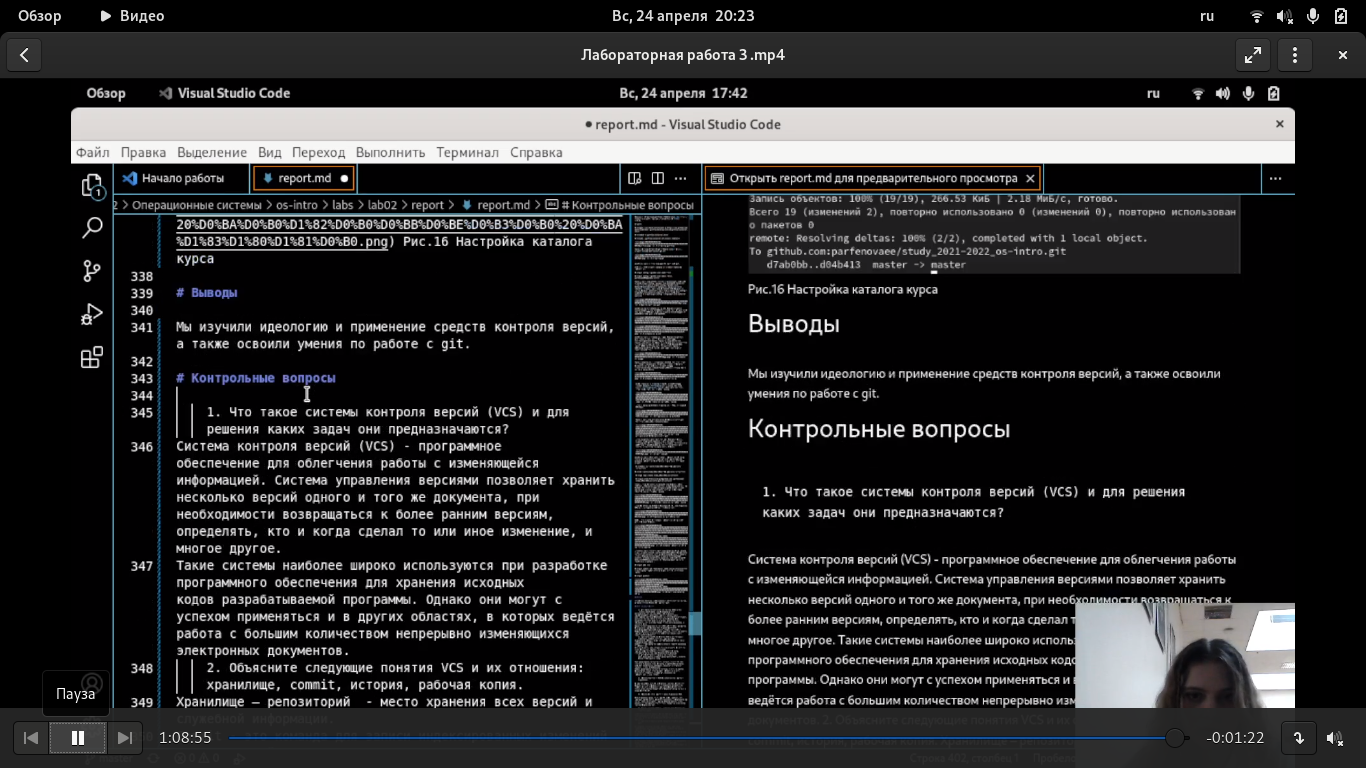 Обзор Видео Вс, 24 апреля 20:23 ru
Лабораторная работа 3 .mp4
Обзор Visual Studio Code Вс, 24 апреля 17:42 ru
● report.md - Visual Studio Code
Файл Правка Выделение Вид Переход Выполнить Терминал Справка
Начало работы
report.md
Открыть report.md для предварительного просмотра
1
2 > Операционные системы > os-intro > labs > lab02 > report > report.md > # Контрольные вопросы
20%D0%BA%D0%B0%D1%82%D0%B0%D0%BB%D0%BE%D0%B3%D0%B0%20%D0%BA
%D1%83%D1%80%D1%81%D0%B0.png) Рис.16 Настройка каталога
курса
338
339 # Выводы
340
341 Мы изучили идеологию и применение средств контроля версий,
а также освоили умения по работе с git.
342
343 # Контрольные вопросы
344
345 1. Что такое системы контроля версий (VCS) и для
решения каких задач они предназначаются?
346 Система контроля версий (VCS) - программное
обеспечение для облегчения работы с изменяющейся
информацией. Система управления версиями позволяет хранить
несколько версий одного и того же документа, при
необходимости возвращаться к более ранним версиям,
определять, кто и когда сделал то или иное изменение, и
многое другое.
347 Такие системы наиболее широко используются при разработке
программного обеспечения для хранения исходных
кодов разрабатываемой программы. Однако они могут с
успехом применяться и в других областях, в которых ведётся
работа с большим количеством непрерывно изменяющихся
электронных документов.
348 2. Объясните следующие понятия VCS и их отношения:
хранилище, commit, история, рабочая копия.
349 Хранилище – репозиторий - место хранения всех версий и
служебной информации.
запись объектов: 100% (19/19), 266.53 КиБ | 2.18 МиБ/с, готово.
Всего 19 (изменений 2), повторно использовано 0 (изменений 0), повторно использован
о пакетов 0
remote: Resolving deltas: 100% (2/2), completed with 1 local object.
To github.com:parfenovaee/study_2021-2022_os-intro.git
d7ab0bb..d04b413 master -> master
Рис.16 Настройка каталога курса
Выводы
Мы изучили идеологию и применение средств контроля версий, а также освоили
умения по работе с git.
Контрольные вопросы
1. Что такое системы контроля версий (VCS) и для решения
каких задач они предназначаются?
Система контроля версий (VCS) - программное обеспечение для облегчения работы
с изменяющейся информацией. Система управления версиями позволяет хранить
несколько версий одного и того же документа, при необходимости возвращаться к
более ранним версиям, определять, кто и когда сделал т
многое другое. Такие системы наиболее широко исполь
программного обеспечения для хранения исходных код
программы. Однако они могут с успехом применяться и в
ведётся работа с большим количеством непрерывно изм
документов. 2. Объясните следующие понятия VCS и их
Пауза
1:08:55 -0:01:22